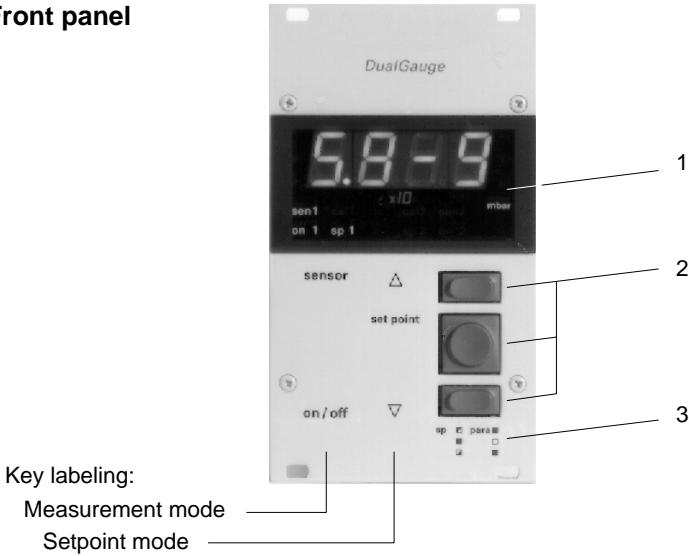 Front panel
DualGauge
5.8 - 9
x10
sen1
mbar
on 1 sp 1
1
sensor
2
set point
on / off
sp para
3
Key labeling:
Measurement mode
Setpoint mode